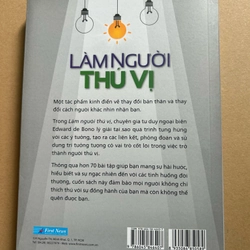 LÀM NGƯỜI
THÚ VỊ
Một tác phẩm kinh điển về thay đổi bản thân và thay
đổi cách người khác nhìn nhận bạn.
Trong Làm người thú vị, chuyên gia tư duy ngoại biên
Edward de Bono lý giải tại sao quá trình tung hứng
với các ý tưởng, tạo ra các liên kết, phỏng đoán và sử
dụng trí tưởng tượng có vai trò cốt lõi trong việc trở
thành người thú vị.
Thông qua hơn 70 bài tập giúp bạn mang sự hài hước,
hiểu biết và sự ngạc nhiên đến với các tình huống đời
thường, cuốn sách này đảm bảo mọi người không chỉ
thích thú với sự đồng hành của bạn mà còn không thể
quên được bạn.
First News